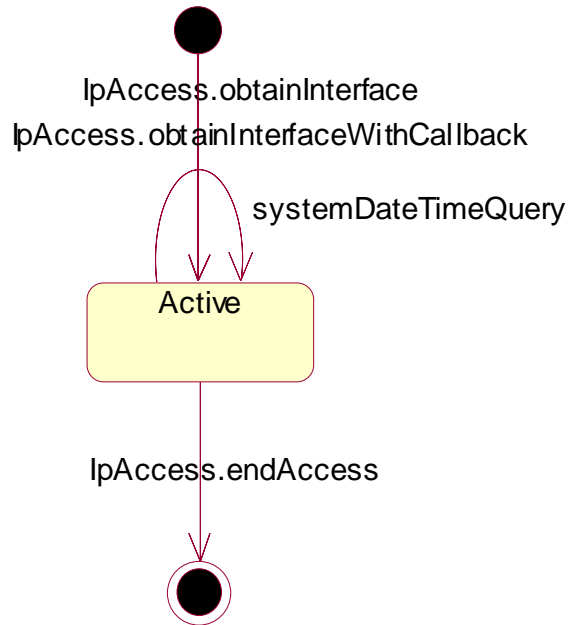 IpAccess.obtainInterface
IpAccess.obtainInterfaceWithCallback
systemDateTimeQuery
Active
IpAccess.endAccess